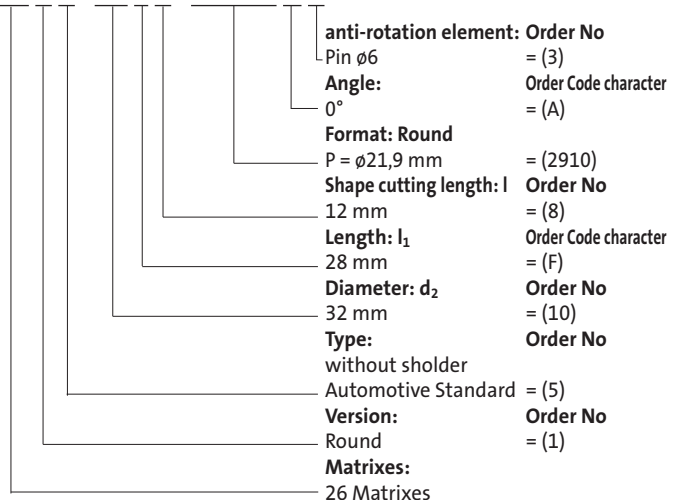 anti-rotation element: Order No
Pin ø6 = (3)
Angle: Order Code character
0° = (A)
Format: Round
P = ø21,9 mm = (2910)
Shape cutting length: l Order No
12 mm = (8)
Length: l₁ Order Code character
28 mm = (F)
Diameter: d₂ Order No
32 mm = (10)
Type: Order No
without sholder
Automotive Standard = (5)
Version: Order No
Round = (1)
Matrixes:
26 Matrixes